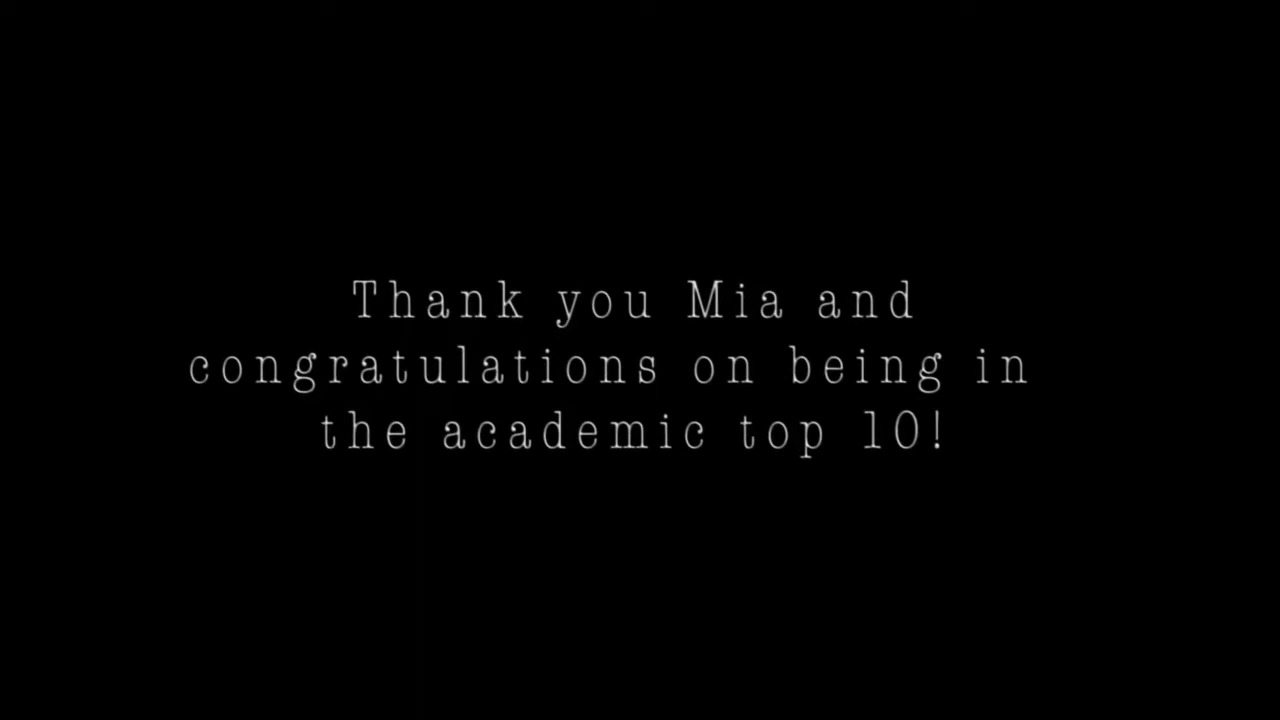 Thank you Mia and
congratulations on being in
the academic top 10!